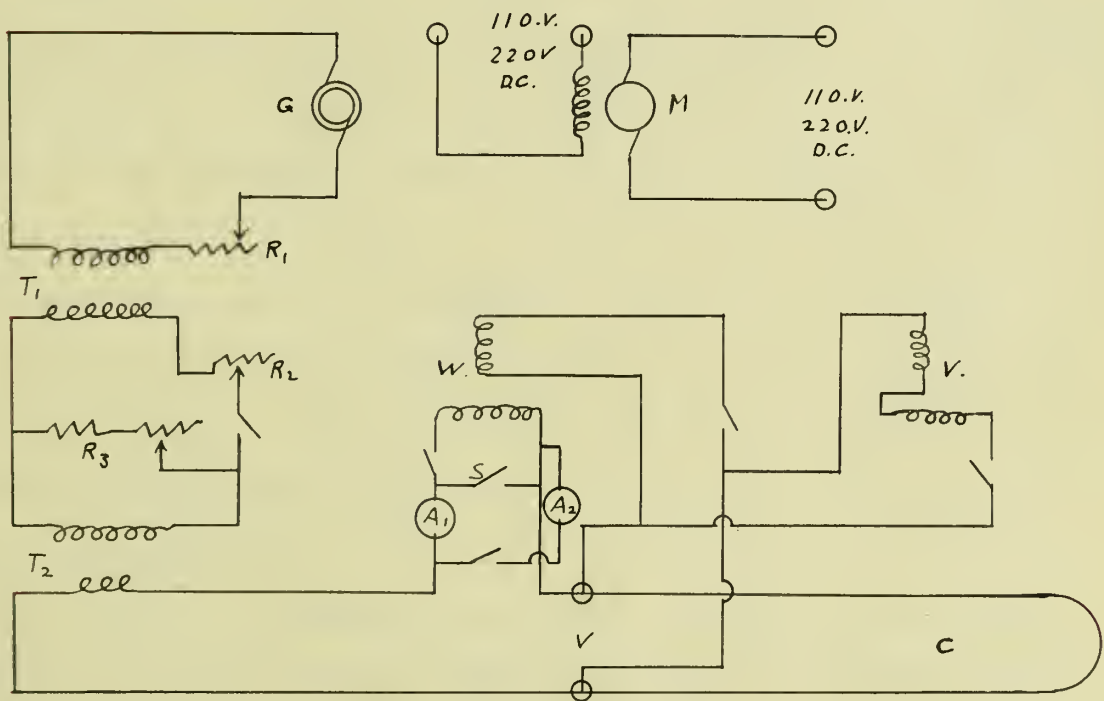 110.V.
220V
D.C.
G
M
110.V.
220.V.
D.C.
R1
T1
R2
W.
V.
R3
S
A1
A2
T2
V
C